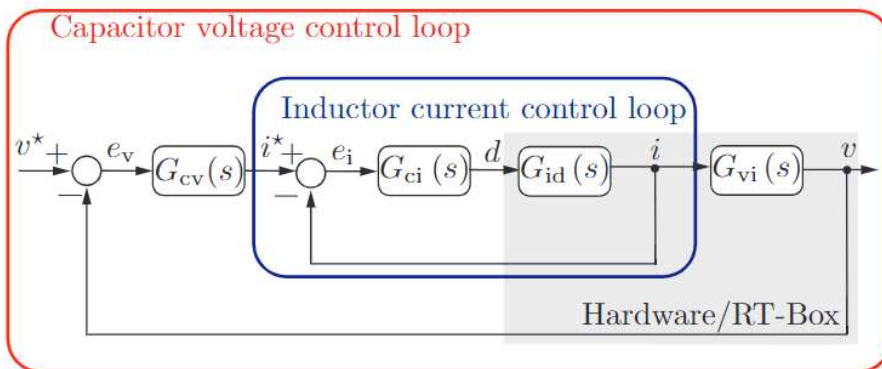 Capacitor voltage control loop
Inductor current control loop
v* + − e_v G_cv(s) i* + − e_i G_ci(s) d G_id(s) i G_vi(s) v
Hardware/RT-Box